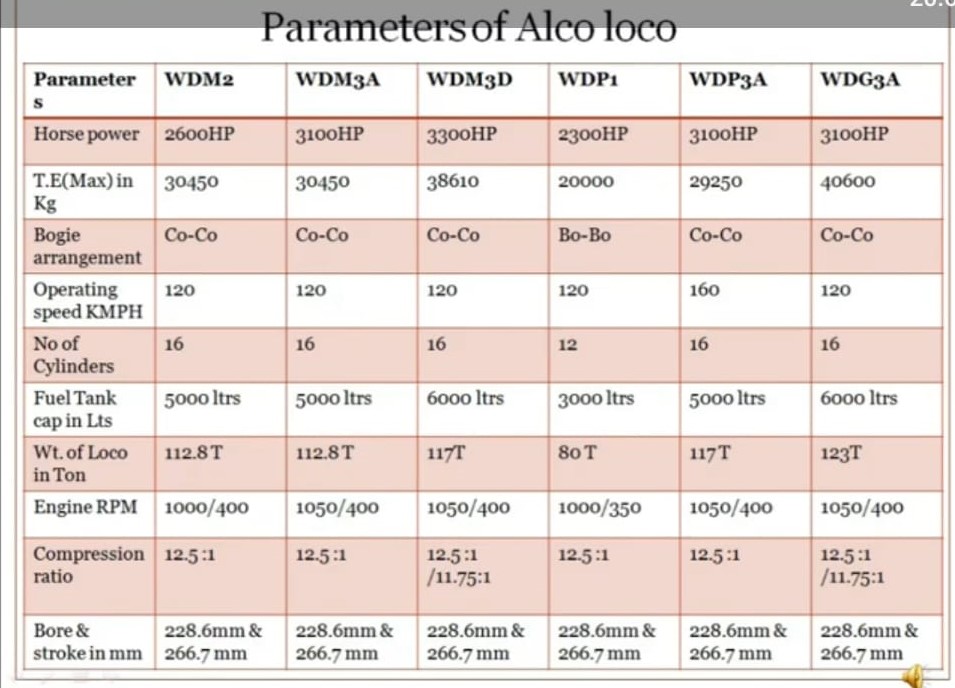 Parameters of Alco loco
Parameter WDM2 WDM3A WDM3D WDP1 WDP3A WDG3A
s
Horse power 2600HP 3100HP 3300HP 2300HP 3100HP 3100HP
T.E(Max) in 30450 30450 38610 20000 29250 40600
Kg
Bogie Co-Co Co-Co Co-Co Bo-Bo Co-Co Co-Co
arrangement
Operating 120 120 120 120 160 120
speed KMPH
No of 16 16 16 12 16 16
Cylinders
Fuel Tank 5000 ltrs 5000 ltrs 6000 ltrs 3000 ltrs 5000 ltrs 6000 ltrs
cap in Lts
Wt. of Loco 112.8 T 112.8 T 117T 80 T 117 T 123T
in Ton
Engine RPM 1000/400 1050/400 1050/400 1000/350 1050/400 1050/400
Compression 12.5 :1 12.5 :1 12.5 :1 12.5 :1 12.5 :1 12.5 :1
ratio /11.75:1 /11.75:1
Bore & 228.6mm & 228.6mm & 228.6mm & 228.6mm & 228.6mm & 228.6mm &
stroke in mm 266.7 mm 266.7 mm 266.7 mm 266.7 mm 266.7 mm 266.7 mm